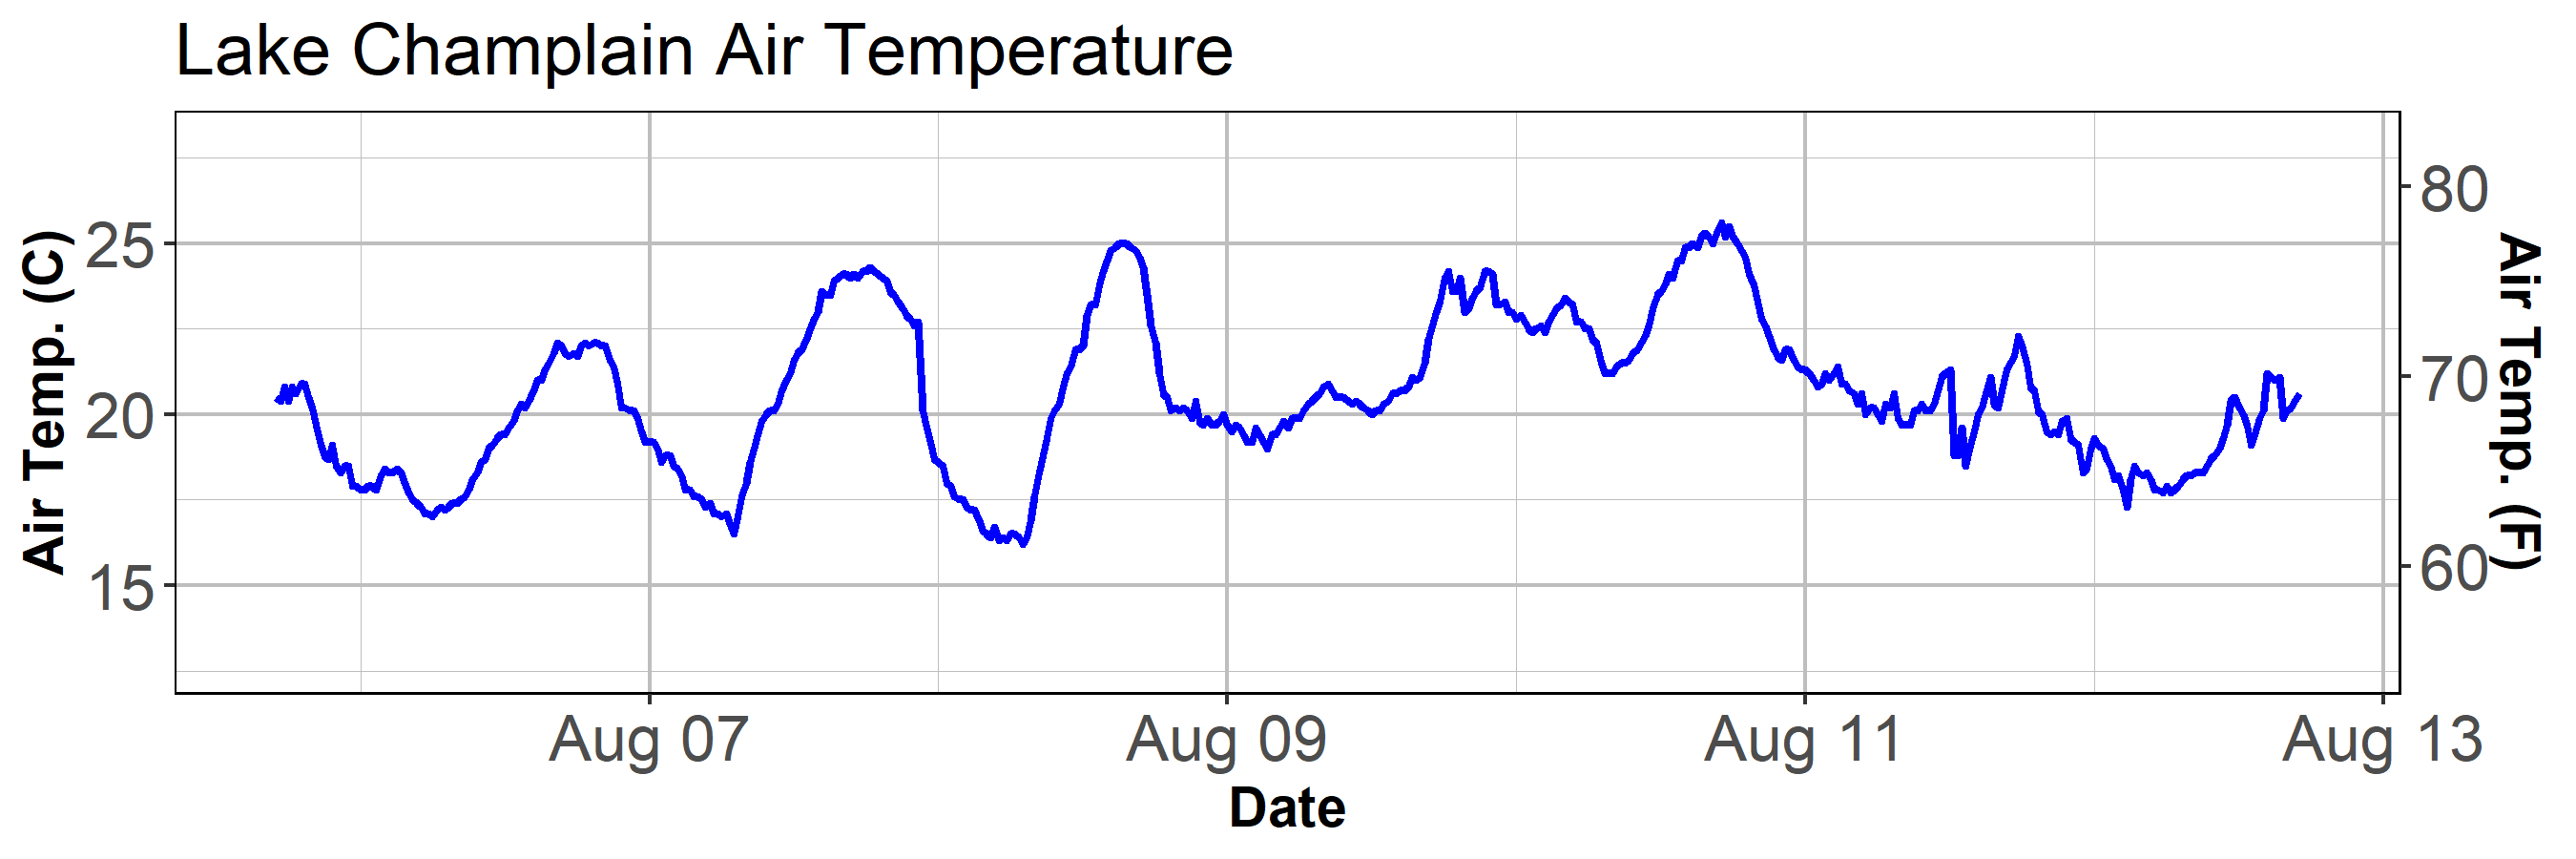 Lake Champlain Air Temperature
Air Temp. (C)
25
20
15
80
70
60
Air Temp. (F)
Aug 07
Aug 09
Aug 11
Aug 13
Date